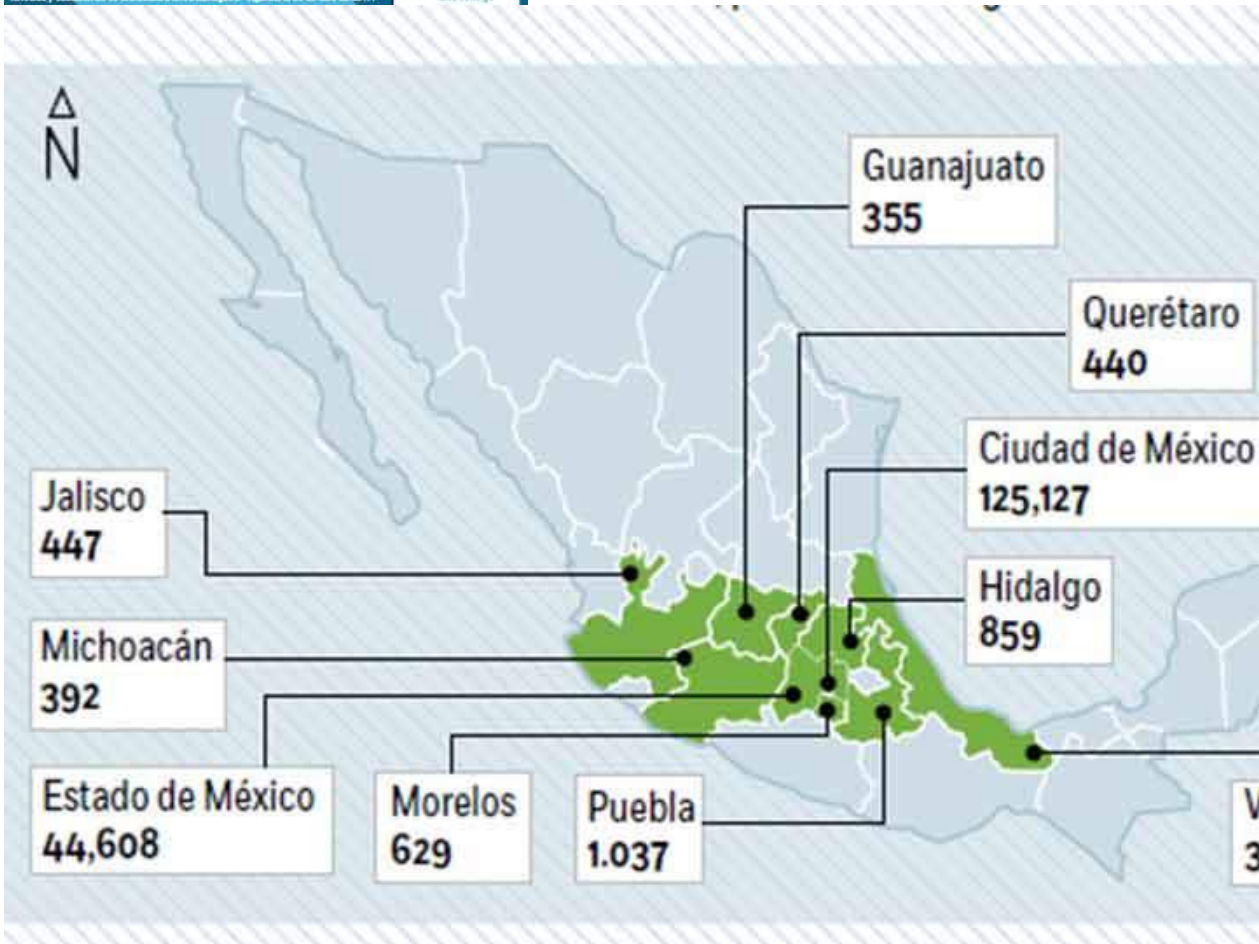 N
Guanajuato
355
Querétaro
440
Ciudad de México
125,127
Jalisco
447
Hidalgo
859
Michoacán
392
Estado de México
44,608
Morelos
629
Puebla
1.037
V
3